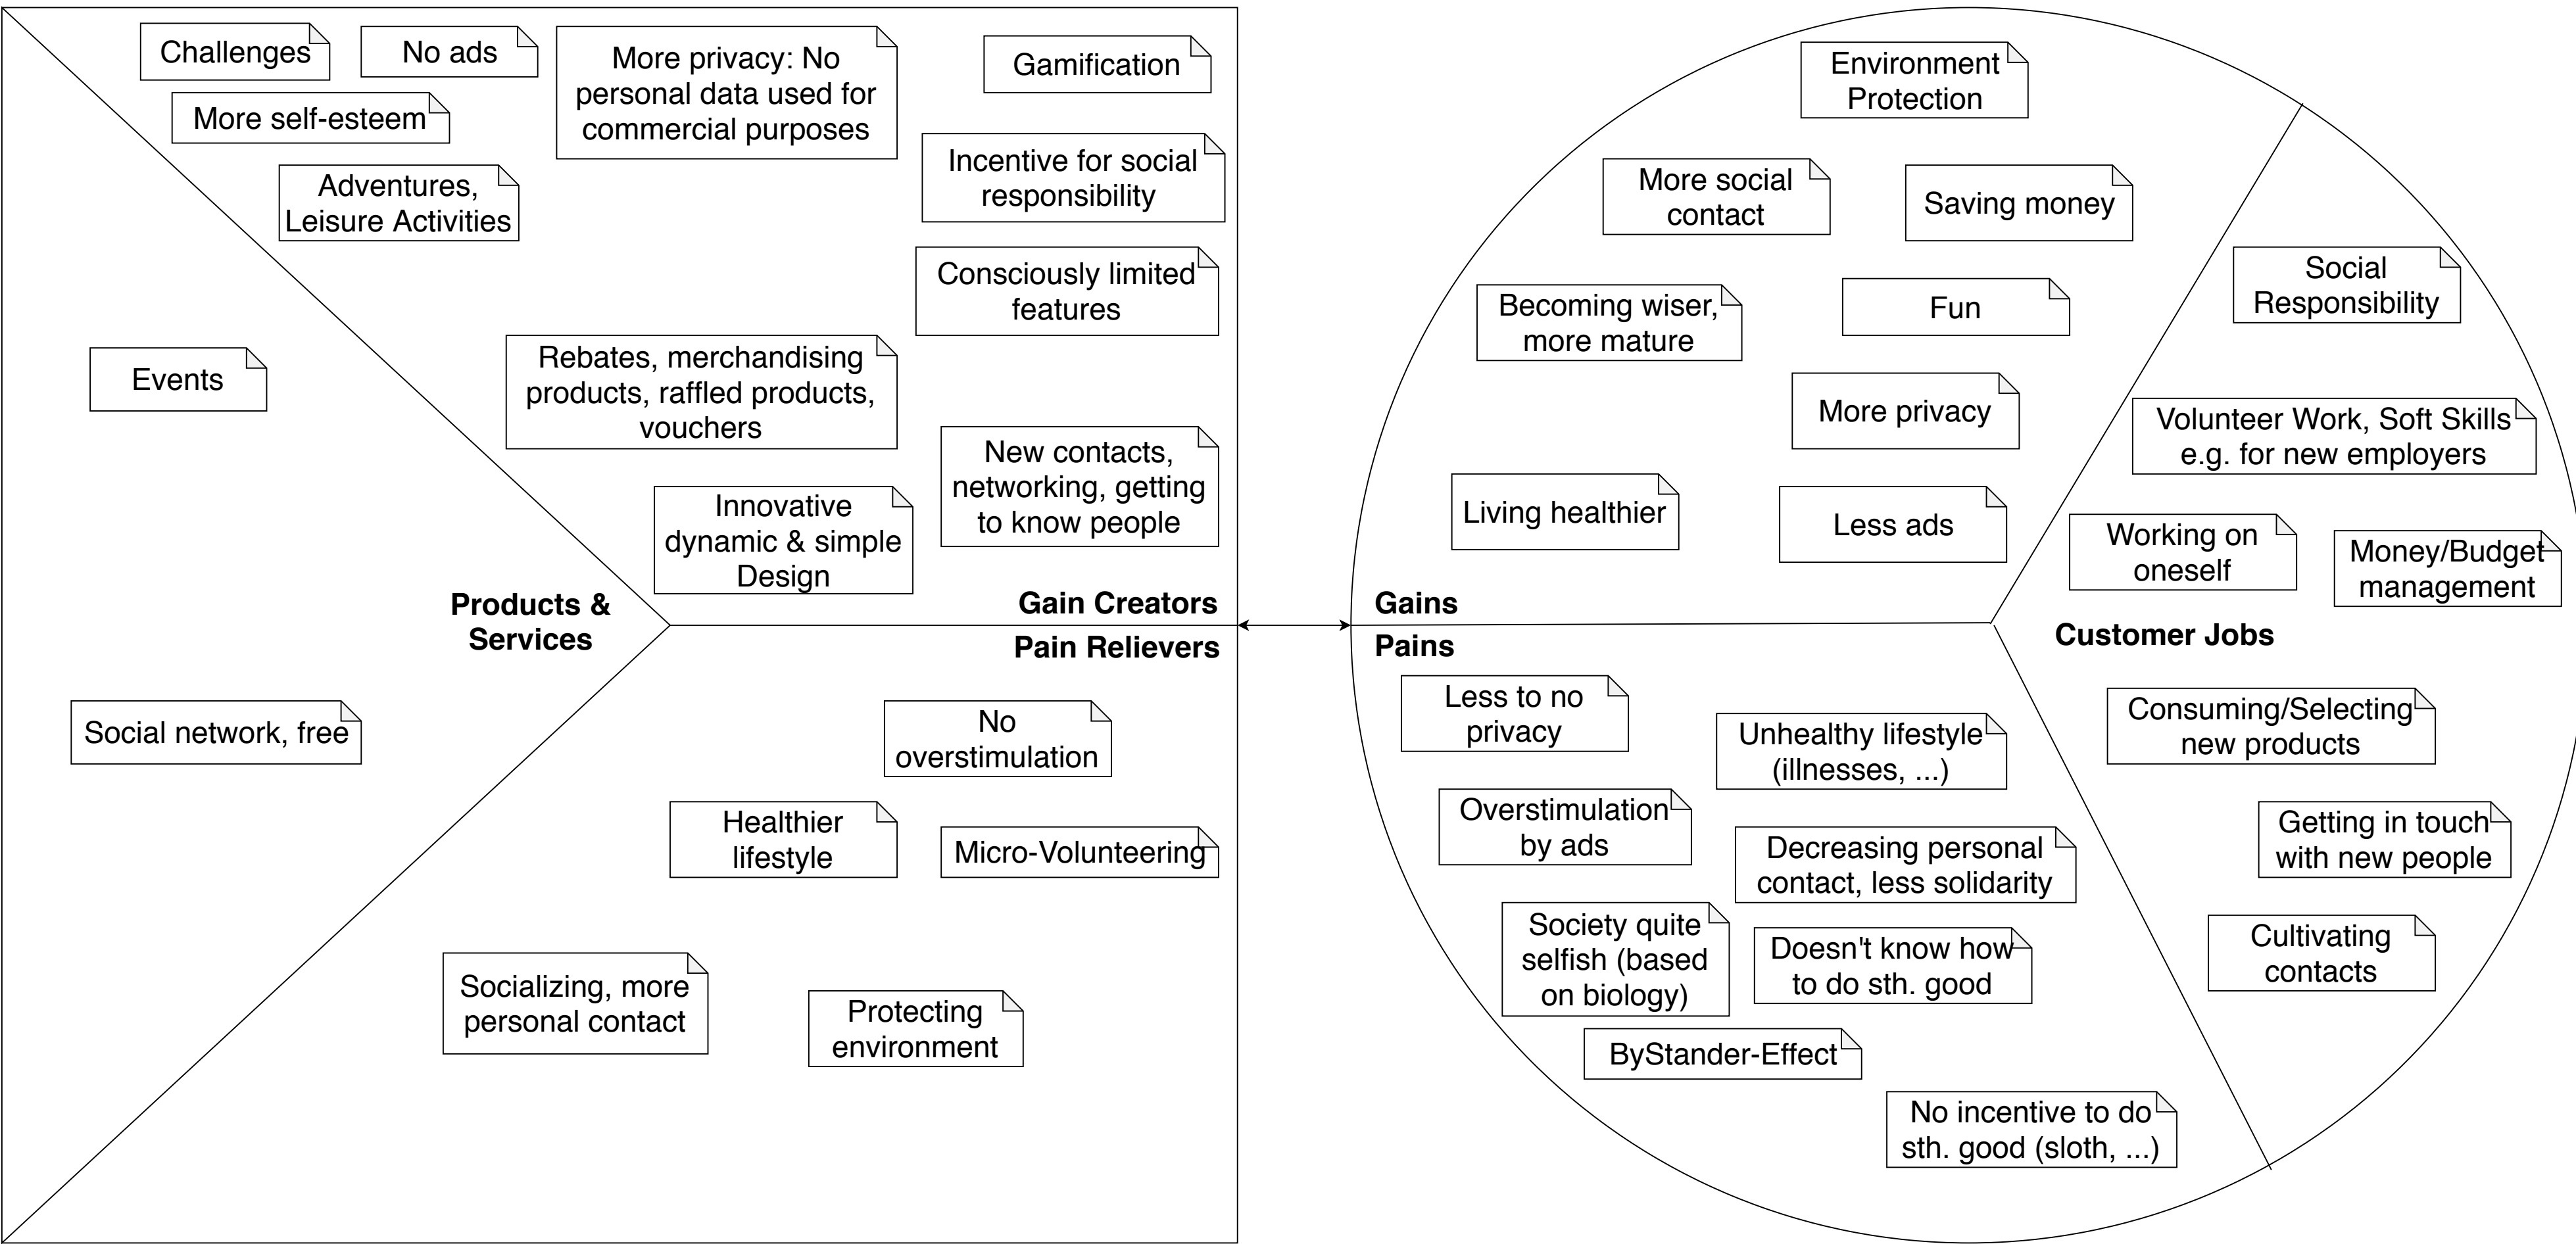 Challenges
No ads
More self-esteem
More privacy: No
personal data used for
commercial purposes
Gamification
Adventures,
Leisure Activities
Incentive for social
responsibility
Consciously limited
features
Rebates, merchandising
products, raffled products,
vouchers
New contacts,
networking, getting
to know people
Innovative
dynamic & simple
Design
Gain Creators
Events
Products &
Services
Social network, free
Pain Relievers
No
overstimulation
Healthier
lifestyle
Micro-Volunteering
Socializing, more
personal contact
Protecting
environment
Environment
Protection
More social
contact
Saving money
Becoming wiser,
more mature
Fun
More privacy
Living healthier
Less ads
Gains
Pains
Less to no
privacy
Unhealthy lifestyle
(illnesses, ...)
Overstimulation
by ads
Decreasing personal
contact, less solidarity
Society quite
selfish (based
on biology)
Doesn't know how
to do sth. good
ByStander-Effect
No incentive to do
sth. good (sloth, ...)
Social
Responsibility
Volunteer Work, Soft Skills
e.g. for new employers
Working on
oneself
Money/Budget
management
Customer Jobs
Consuming/Selecting
new products
Getting in touch
with new people
Cultivating
contacts